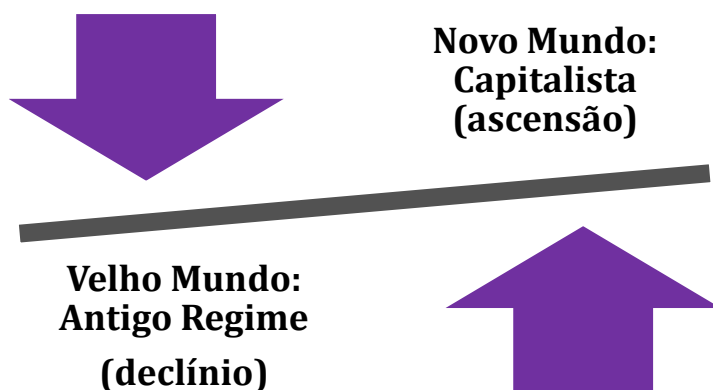 Novo Mundo:
Capitalista
(ascensão)
Velho Mundo:
Antigo Regime
(declínio)